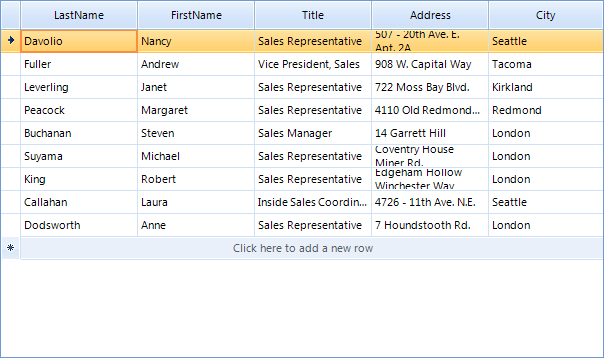 LastName FirstName Title Address City
Davolio Nancy Sales Representative 507 - 20th Ave. E. Apt. 2A Seattle
Fuller Andrew Vice President, Sales 908 W. Capital Way Tacoma
Leverling Janet Sales Representative 722 Moss Bay Blvd. Kirkland
Peacock Margaret Sales Representative 4110 Old Redmond... Redmond
Buchanan Steven Sales Manager 14 Garrett Hill London
Suyama Michael Sales Representative Coventry House Miner Rd. London
King Robert Sales Representative Edgeham Hollow Winchester Way London
Callahan Laura Inside Sales Coordin... 4726 - 11th Ave. N.E. Seattle
Dodsworth Anne Sales Representative 7 Houndstooth Rd. London
Click here to add a new row